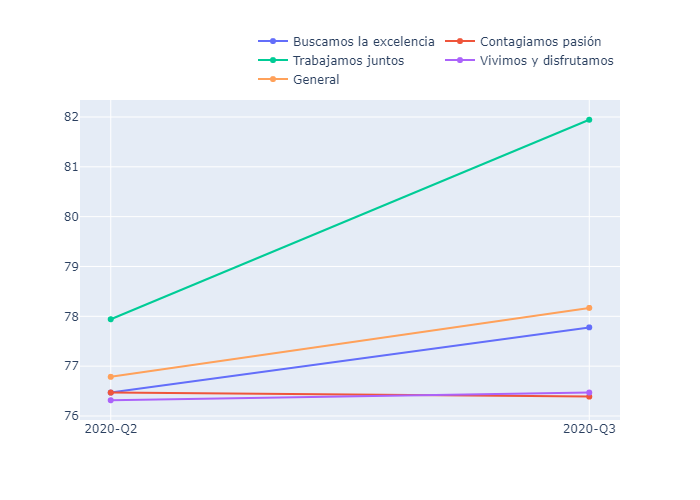 Buscamos la excelencia Contagiamos pasión
Trabajamos juntos Vivimos y disfrutamos
General
82
81
80
79
78
77
76
2020-Q2 2020-Q3